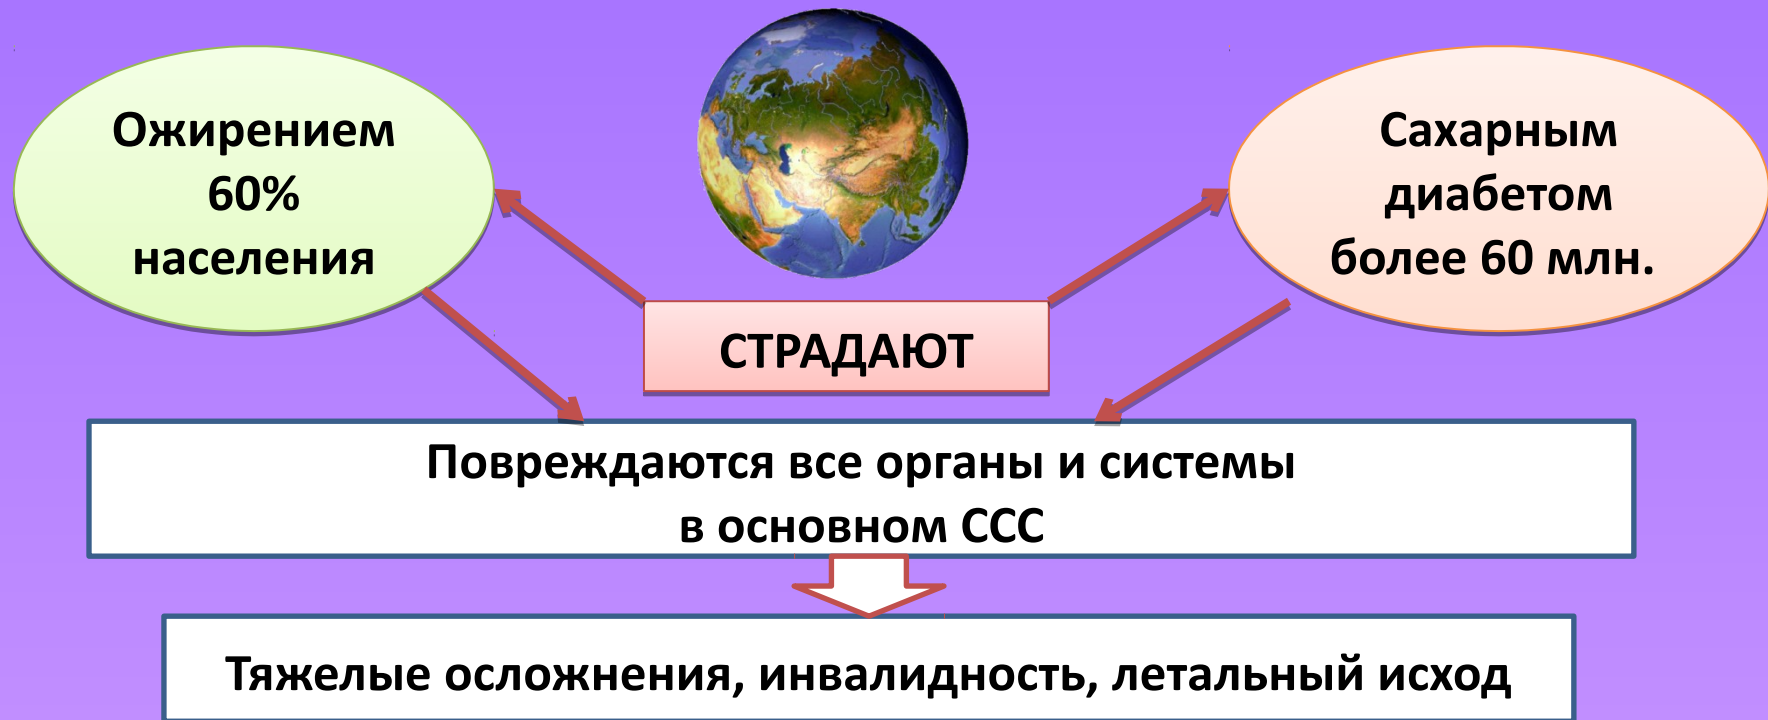 Ожирением
60%
населения
Сахарным
диабетом
более 60 млн.
СТРАДАЮТ
Повреждаются все органы и системы
в основном ССС
Тяжелые осложнения, инвалидность, летальный исход